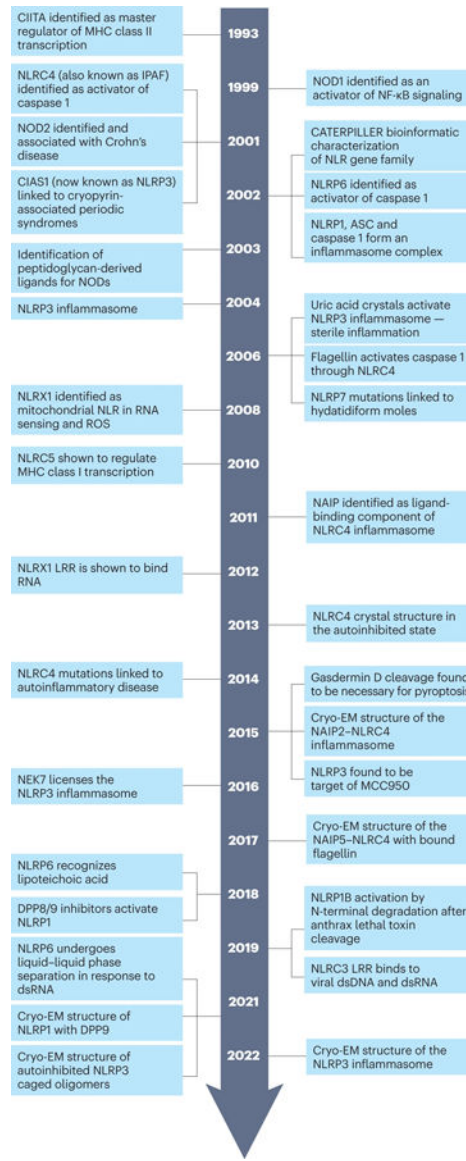 CIITA identified as master
regulator of MHC class II
transcription
1993
NLRC4 (also known as IPAF)
identified as activator of
caspase 1
1999
NOD1 identified as an
activator of NF-κB signaling
NOD2 identified and
associated with Crohn's
disease
2001
CATERPILLER bioinformatic
characterization
of NLR gene family
CIAS1 (now known as NLRP3)
linked to cryopyrin-
associated periodic
syndromes
2002
NLRP6 identified as
activator of caspase 1
NLRP1, ASC and
caspase 1 form an
inflammasome complex
Identification of
peptidoglycan-derived
ligands for NODs
2003
NLRP3 inflammasome
2004
Uric acid crystals activate
NLRP3 inflammasome —
sterile inflammation
2006
Flagellin activates caspase 1
through NLRC4
NLRP7 mutations linked to
hydatidiform moles
NLRX1 identified as
mitochondrial NLR in RNA
sensing and ROS
2008
NLRC5 shown to regulate
MHC class I transcription
2010
2011
NAIP identified as ligand-
binding component of
NLRC4 inflammasome
NLRX1 LRR is shown to bind
RNA
2012
2013
NLRC4 crystal structure in
the autoinhibited state
NLRC4 mutations linked to
autoinflammatory disease
2014
Gasdermin D cleavage found
to be necessary for pyroptosis
2015
Cryo-EM structure of the
NAIP2–NLRC4
inflammasome
NLRP3 found to be
target of MCC950
NEK7 licenses the
NLRP3 inflammasome
2016
2017
Cryo-EM structure of the
NAIP5–NLRC4 with bound
flagellin
NLRP6 recognizes
lipoteichoic acid
2018
DPP8/9 inhibitors activate
NLRP1
NLRP1B activation by
N-terminal degradation after
anthrax lethal toxin
cleavage
2019
NLRC3 LRR binds to
viral dsDNA and dsRNA
NLRP6 undergoes
liquid–liquid phase
separation in response to
dsRNA
2021
Cryo-EM structure of
NLRP1 with DPP9
Cryo-EM structure of
autoinhibited NLRP3
caged oligomers
2022
Cryo-EM structure of the
NLRP3 inflammasome